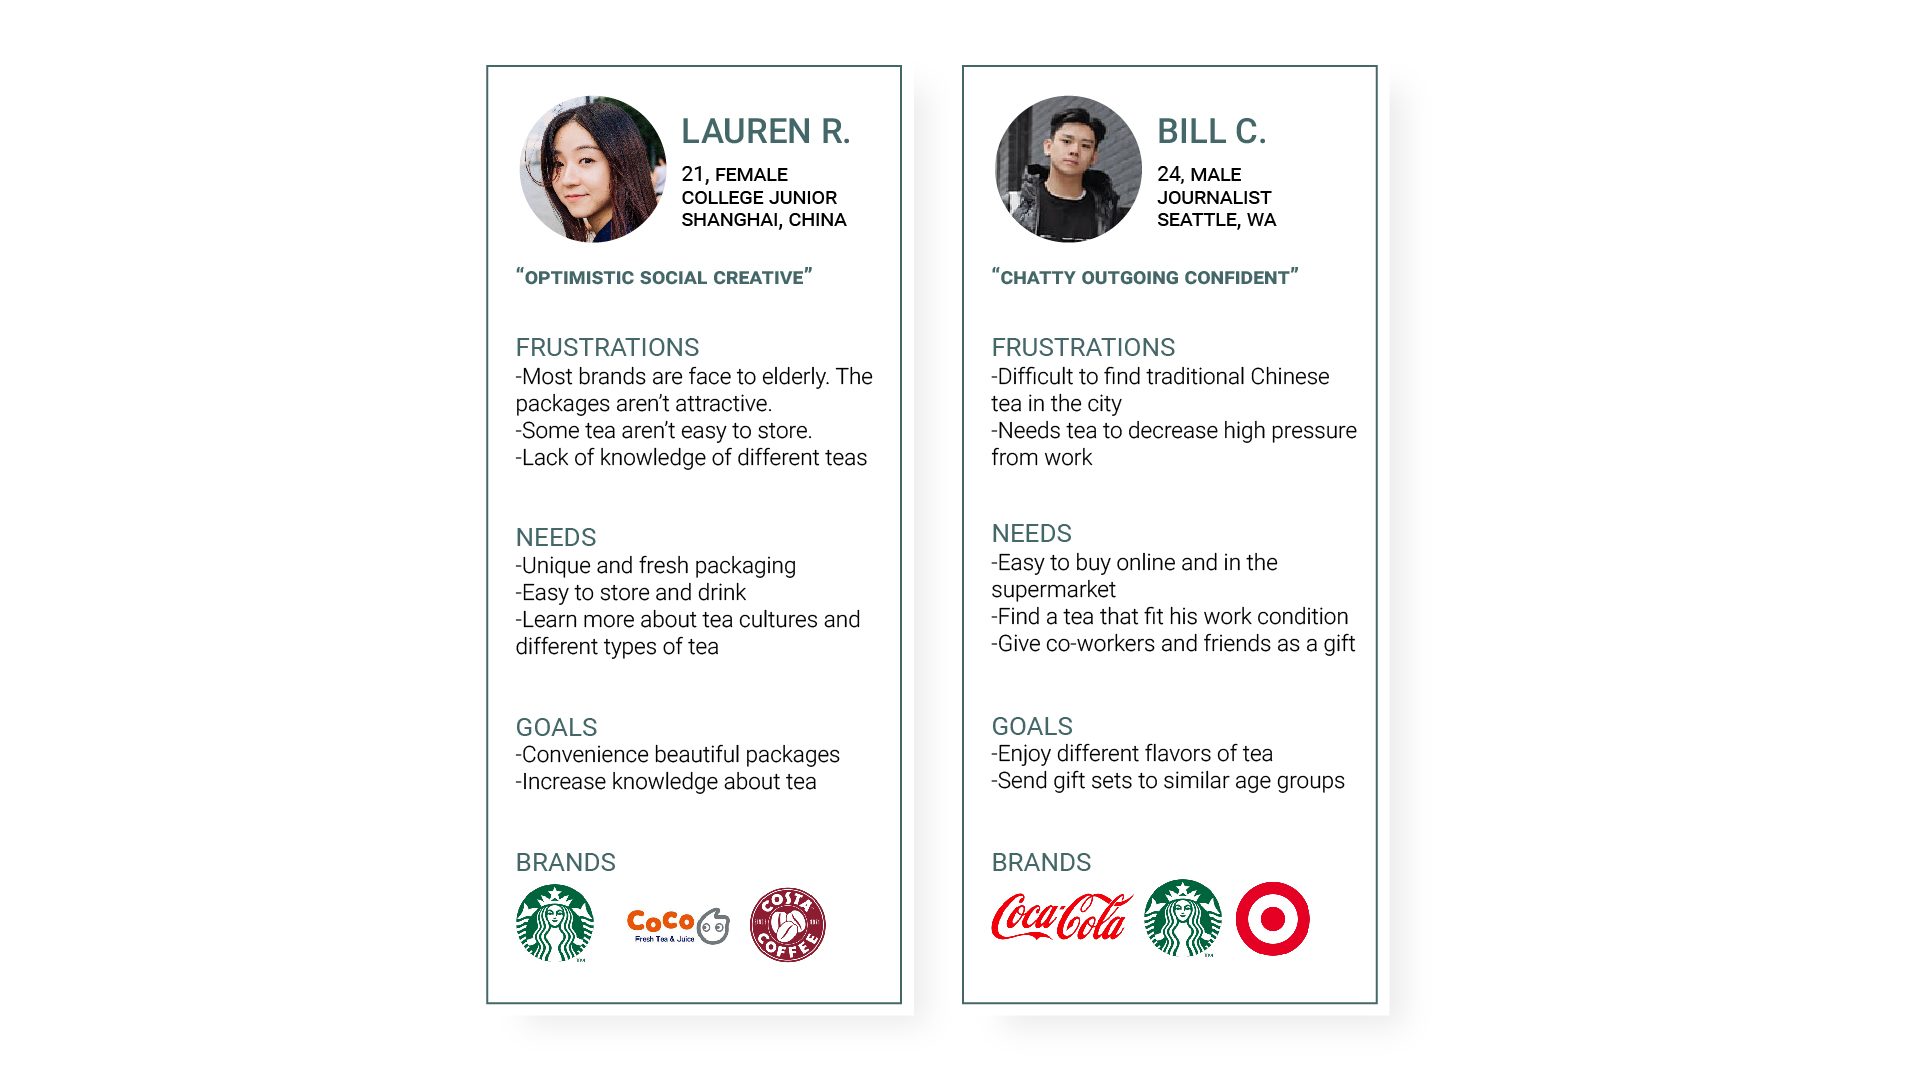 LAUREN R.
21, FEMALE
COLLEGE JUNIOR
SHANGHAI, CHINA
“OPTIMISTIC SOCIAL CREATIVE”
FRUSTRATIONS
-Most brands are face to elderly. The
packages aren’t attractive.
-Some tea aren’t easy to store.
-Lack of knowledge of different teas
NEEDS
-Unique and fresh packaging
-Easy to store and drink
-Learn more about tea cultures and
different types of tea
GOALS
-Convenience beautiful packages
-Increase knowledge about tea
BRANDS
TM
CoCo
Fresh Tea & Juice
COSTA
COFFEE
BILL C.
24, MALE
JOURNALIST
SEATTLE, WA
“CHATTY OUTGOING CONFIDENT”
FRUSTRATIONS
-Difficult to find traditional Chinese
tea in the city
-Needs tea to decrease high pressure
from work
NEEDS
-Easy to buy online and in the
supermarket
-Find a tea that fit his work condition
-Give co-workers and friends as a gift
GOALS
-Enjoy different flavors of tea
-Send gift sets to similar age groups
BRANDS
Coca-Cola
TM